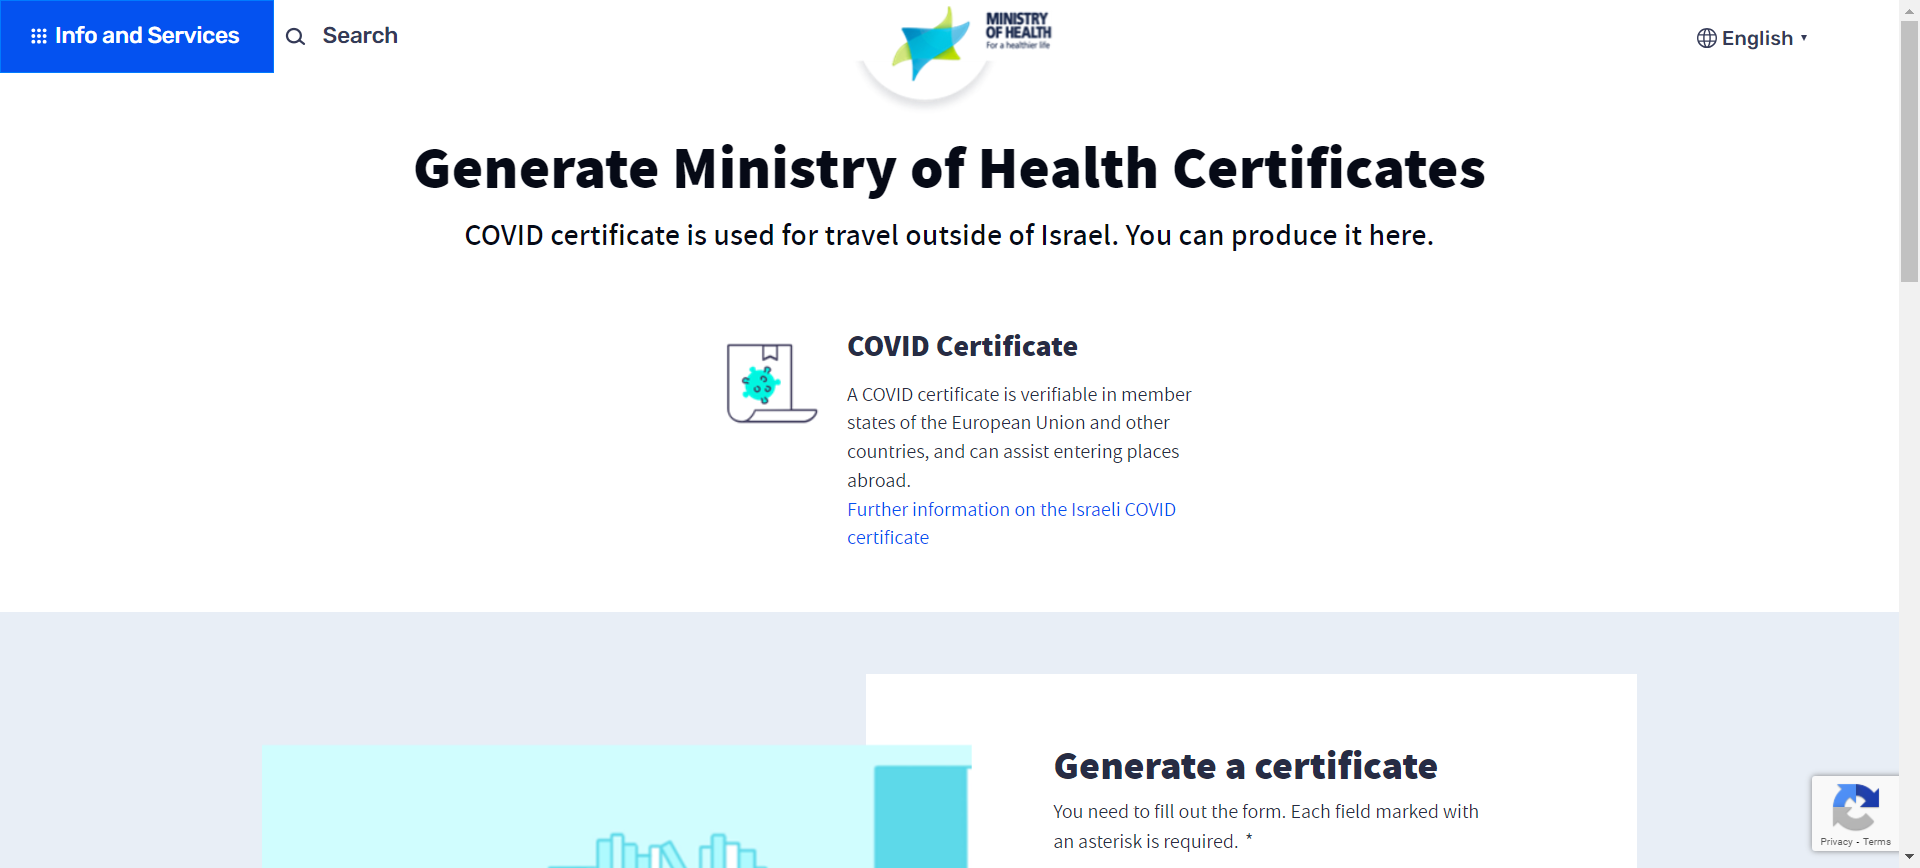 Info and Services
Search
MINISTRY
OF HEALTH
For a healthier life
English
Generate Ministry of Health Certificates
COVID certificate is used for travel outside of Israel. You can produce it here.
COVID Certificate
A COVID certificate is verifiable in member
states of the European Union and other
countries, and can assist entering places
abroad.
Further information on the Israeli COVID
certificate
Generate a certificate
You need to fill out the form. Each field marked with
an asterisk is required. *
Privacy - Terms